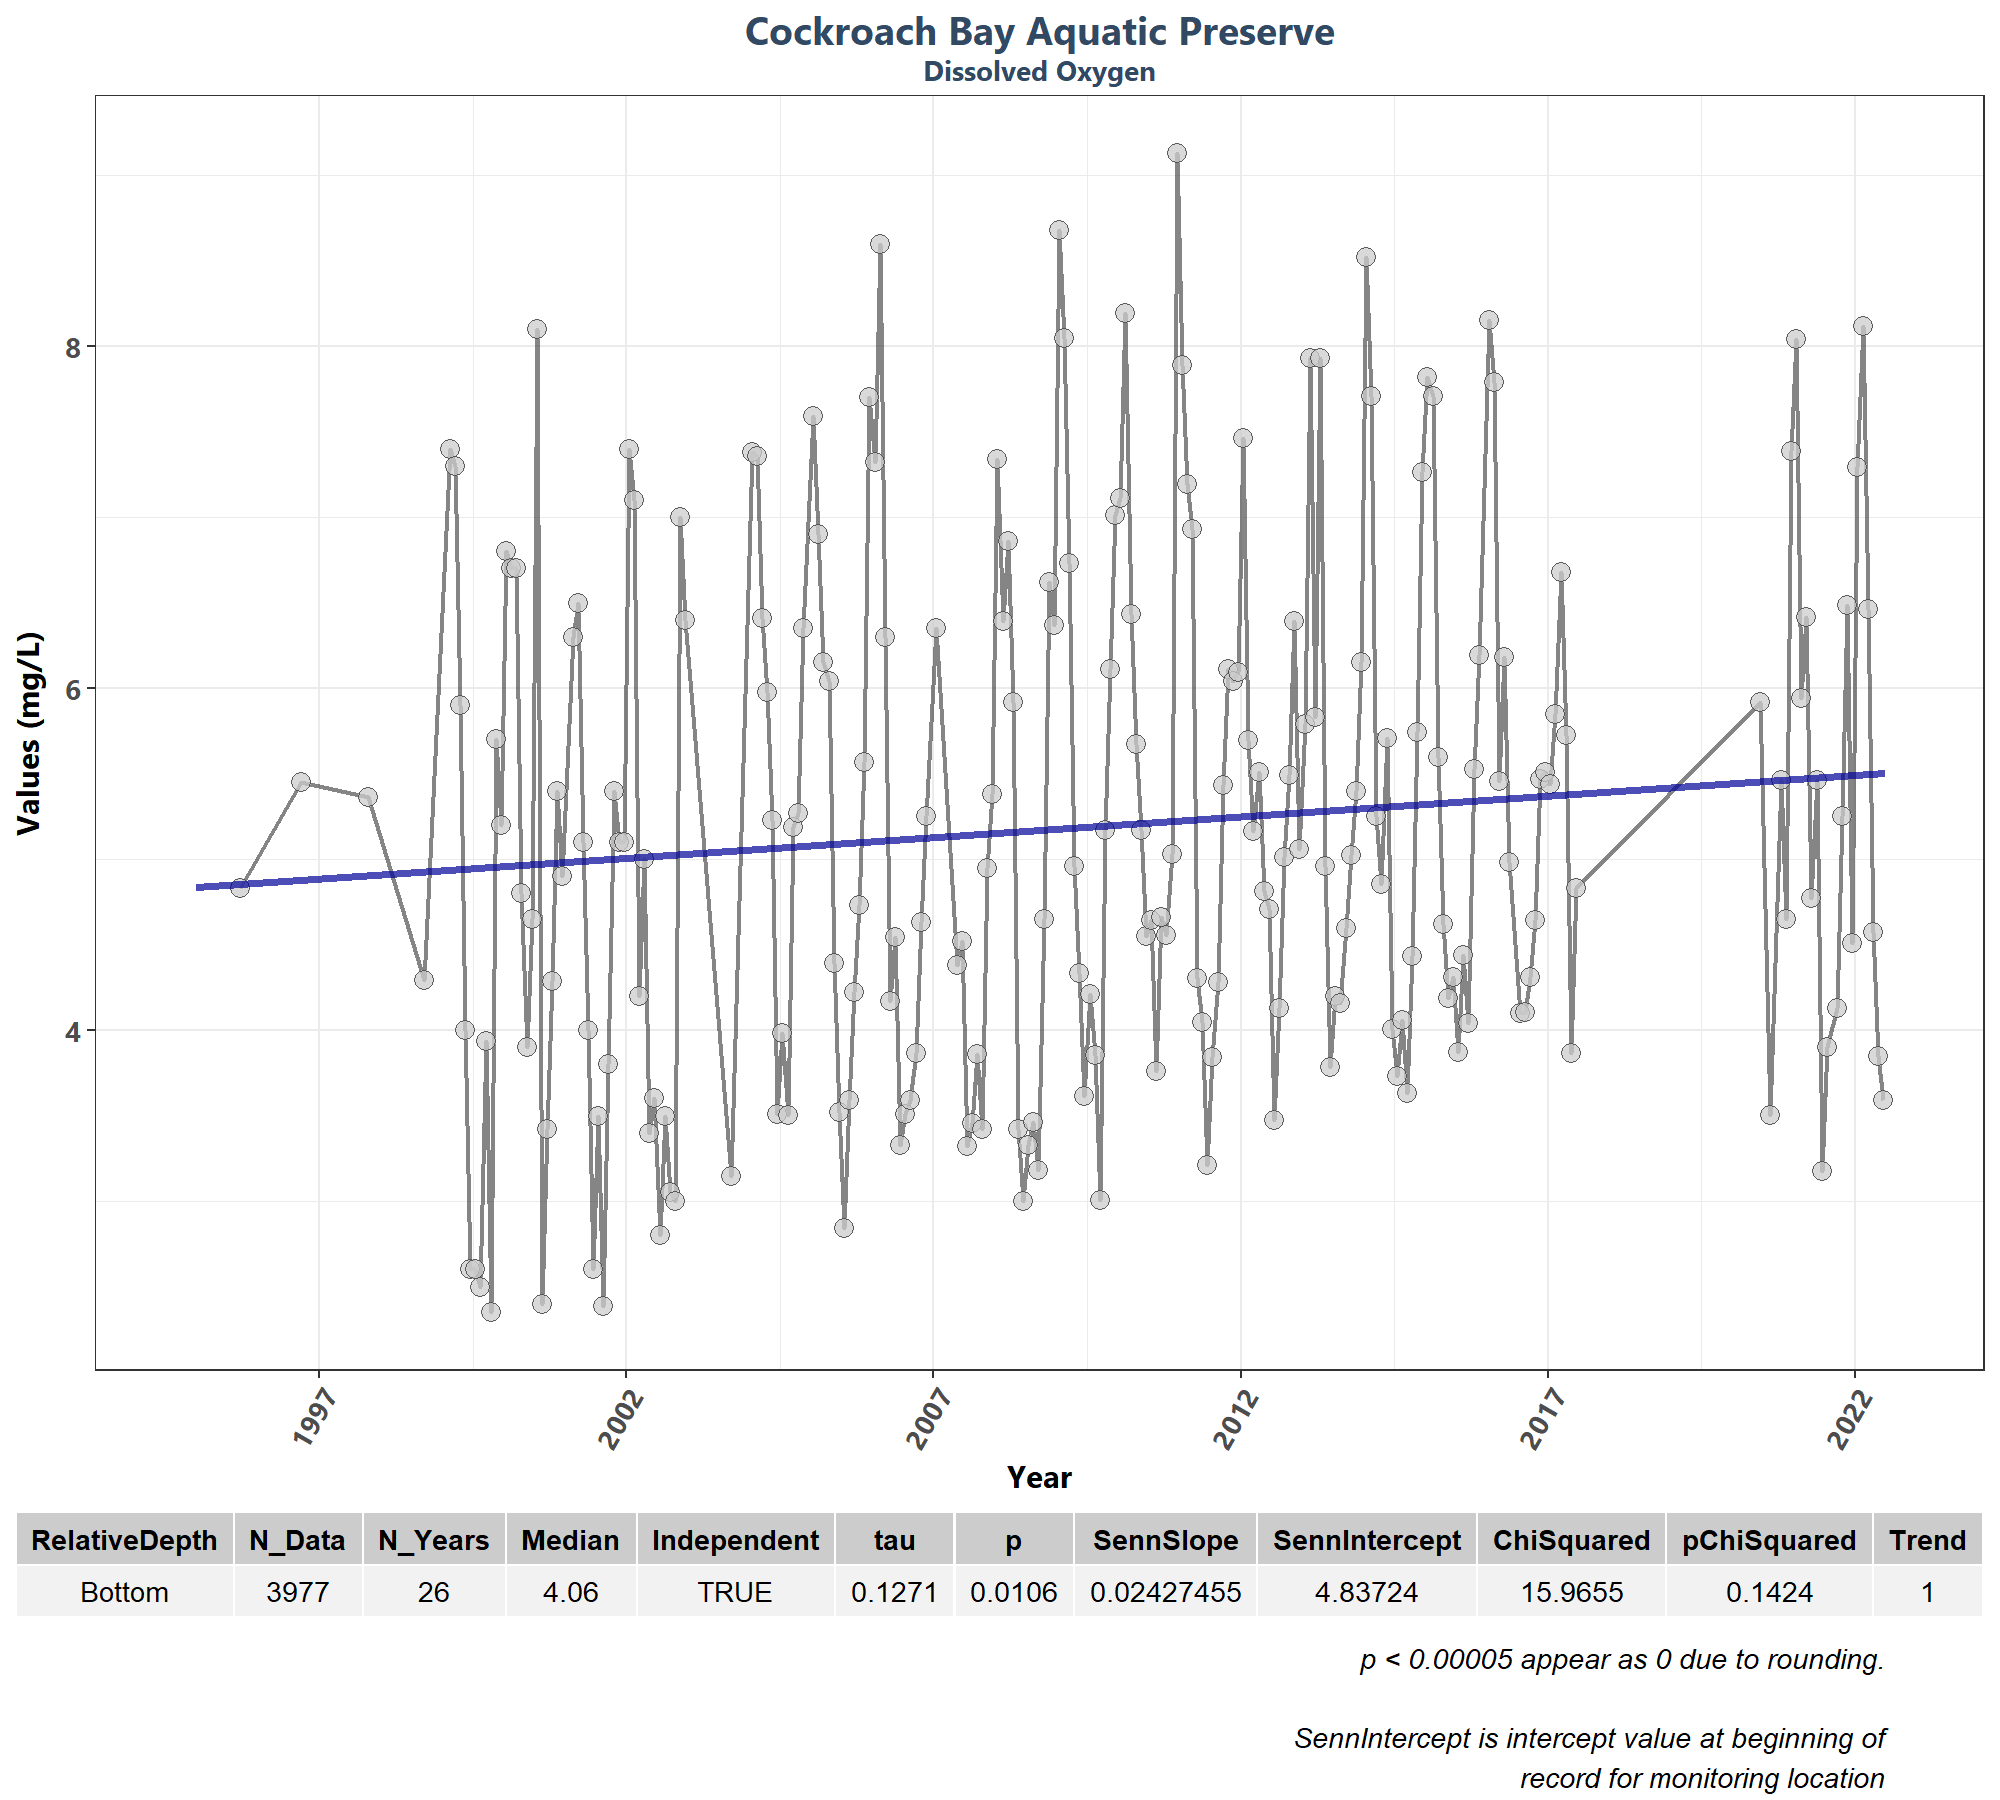 Cockroach Bay Aquatic Preserve
Dissolved Oxygen
Values (mg/L)
8
6
4
1997 2002 2007 2012 2017 2022
Year
RelativeDepth N_Data N_Years Median Independent tau p SennSlope SennIntercept ChiSquared pChiSquared Trend
Bottom 3977 26 4.06 TRUE 0.1271 0.0106 0.02427455 4.83724 15.9655 0.1424 1
p < 0.00005 appear as 0 due to rounding.
SennIntercept is intercept value at beginning of
record for monitoring location